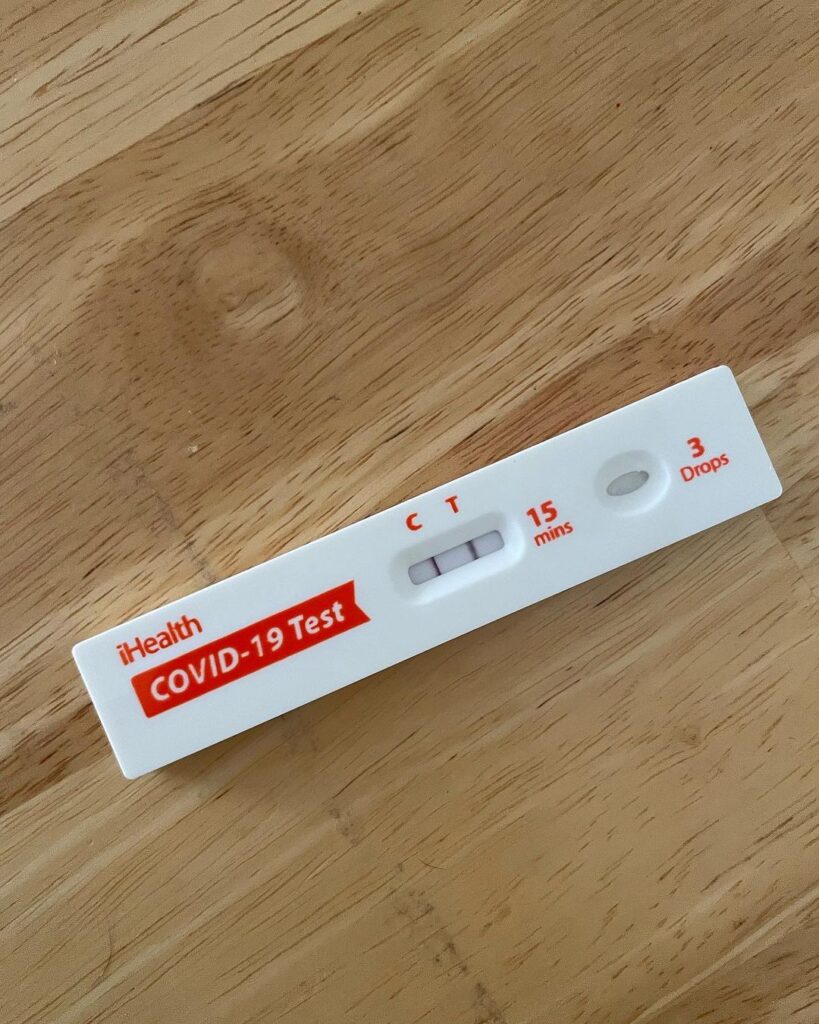 iHealth
COVID-19 Test
C T
15
mins
3
Drops